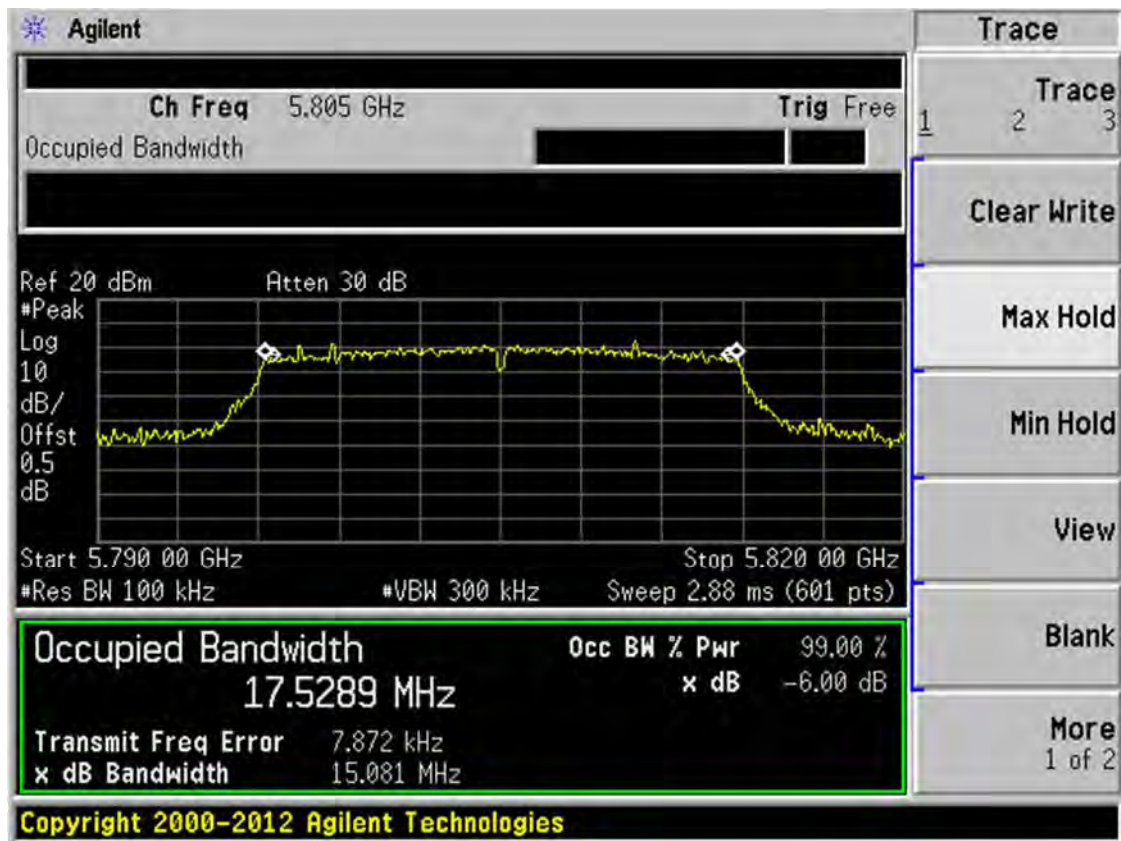 Agilent
Trace
Ch Freq 5.805 GHz Trig Free
Occupied Bandwidth
Trace
1 2 3
Clear Write
Max Hold
Min Hold
View
Blank
More
1 of 2
Ref 20 dBm Atten 30 dB
#Peak
Log
10
dB/
Offst
0.5
dB
Start 5.790 00 GHz Stop 5.820 00 GHz
#Res BW 100 kHz #VBW 300 kHz Sweep 2.88 ms (601 pts)
Occupied Bandwidth
17.5289 MHz
Occ BW % Pwr 99.00 %
x dB -6.00 dB
Transmit Freq Error 7.872 kHz
x dB Bandwidth 15.081 MHz
Copyright 2000-2012 Agilent Technologies